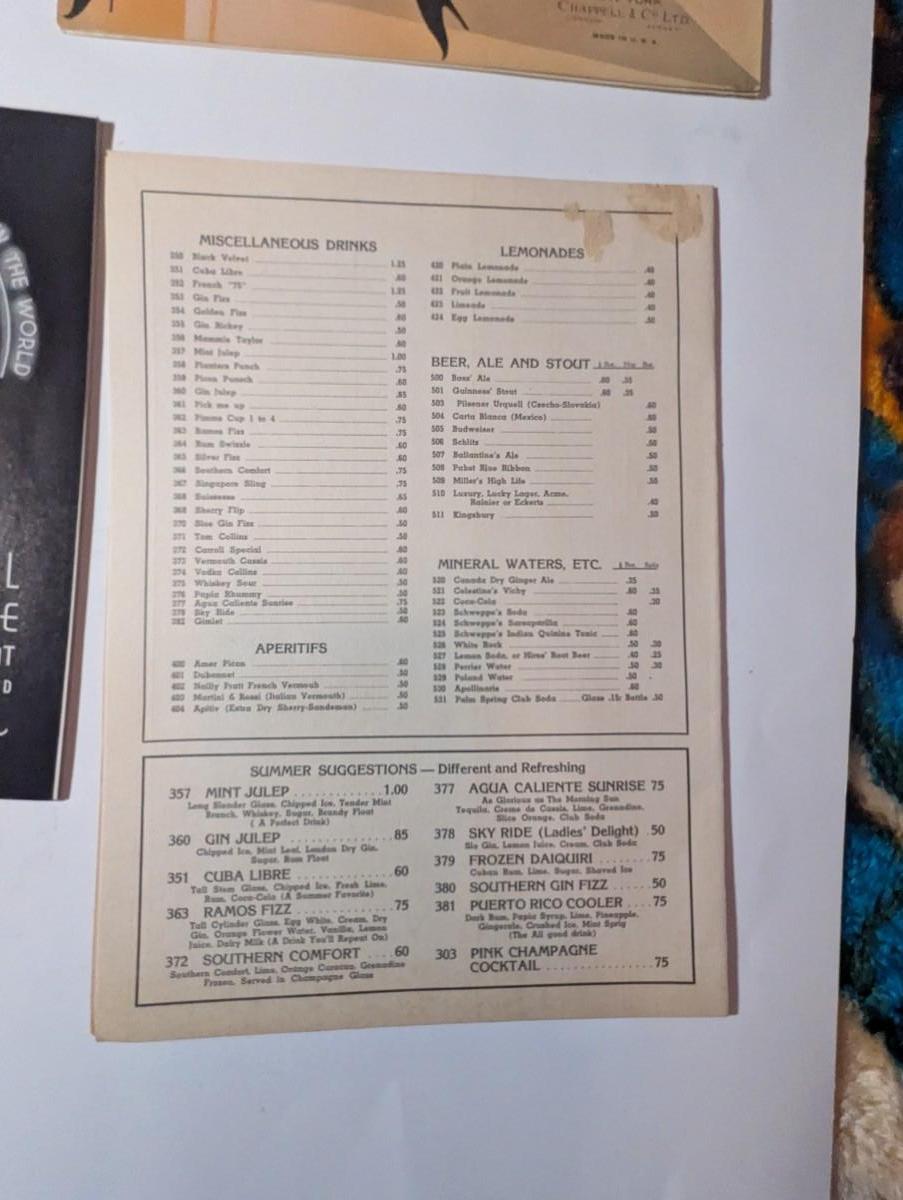 CHAPPELL & CO LTD
MADE IN U. S. A.
THE WORLD
MISCELLANEOUS DRINKS
350 Black Velvet 1.25
351 Cuba Libre .60
352 French "75" 1.25
353 Gin Fizz .50
354 Golden Fizz .60
355 Gin Rickey .50
356 Mammie Taylor .60
357 Mint Julep 1.00
358 Planters Punch .75
359 Pisco Punch .60
360 Gin Julep .85
361 Pick me up .60
362 Pimms Cup 1 to 4 .75
363 Ramos Fizz .75
364 Rum Swizzle .60
365 Silver Fizz .60
366 Southern Comfort .75
367 Singapore Sling .75
368 Suissesse .65
368 Sherry Flip .60
370 Sloe Gin Fizz .50
371 Tom Collins .50
372 Carroll Special .60
373 Vermouth Cassis .60
374 Vodka Collins .60
375 Whiskey Sour .50
376 Papia Rhummy .50
377 Agua Caliente Sunrise .75
378 Sky Ride .50
382 Gimlet .60
APERITIFS
400 Amer Picon .60
401 Dubonnet .50
402 Noilly Pratt French Vermouh .50
403 Martini & Rossi (Italian Vermouth) .50
404 Apitiv (Extra Dry Sherry-Sandeman) .50
LEMONADES
420 Plain Lemonade .40
421 Orange Lemonade .40
422 Fruit Lemonade .40
423 Limeade .40
424 Egg Lemonade .50
BEER, ALE AND STOUT
500 Bass' Ale .60 .35
501 Guinness' Stout .60 .35
503 Pilsener Urquell (Czecho-Slovakia) .60
504 Carta Blanca (Mexico) .60
505 Budweiser .50
506 Schlitz .50
507 Ballantine's Ale .50
508 Pabst Blue Ribbon .50
509 Miller's High Life .50
510 Luxury, Lucky Lager, Acme,
Rainier or Eckerts .40
511 Kingsbury .50
MINERAL WATERS, ETC.
520 Canada Dry Ginger Ale .35
521 Celestine's Vichy .60 .35
522 Coca-Cola .20
523 Schweppe's Soda .60
524 Schweppe's Sarsaparilla .60
525 Schweppe's Indian Quinine Tonic .60
526 White Rock .50 .30
527 Lemon Soda, or Hires' Root Beer .40 .25
528 Perrier Water .50 .30
529 Poland Water .50
530 Apollinaris .60
531 Palm Spring Club Soda Glass .15; Bottle .50
SUMMER SUGGESTIONS — Different and Refreshing
357 MINT JULEP 1.00
Long Slender Glass, Chipped Ice, Tender Mint
Branch, Whiskey, Sugar, Brandy Float
( A Perfect Drink)
360 GIN JULEP 85
Chipped Ice, Mint Leaf, London Dry Gin,
Sugar, Rum Float
351 CUBA LIBRE 60
Tall Stem Glass, Chipped Ice, Fresh Lime,
Rum, Coca-Cola (A Summer Favorite)
363 RAMOS FIZZ 75
Tall Cylinder Glass, Egg White, Cream, Dry
Gin, Orange Flower Water, Vanilla, Lemon
Juice, Dairy Milk (A Drink You'll Repeat On)
372 SOUTHERN COMFORT 60
Southern Comfort, Lime, Orange Curacao, Grenadine
Frozen, Served in Champagne Glass
377 AGUA CALIENTE SUNRISE 75
As Glorious as The Morning Sun
Tequila, Creme de Cassis, Lime, Grenadine,
Slice Orange, Club Soda
378 SKY RIDE (Ladies' Delight) .50
Slo Gin, Lemon Juice, Cream, Club Soda
379 FROZEN DAIQUIRI 75
Cuban Rum, Lime, Sugar, Shaved Ice
380 SOUTHERN GIN FIZZ 50
381 PUERTO RICO COOLER 75
Dark Rum, Papia Syrup, Lime, Pineapple,
Gingerale, Crushed Ice, Mint Sprig
(The All good drink)
303 PINK CHAMPAGNE
COCKTAIL 75